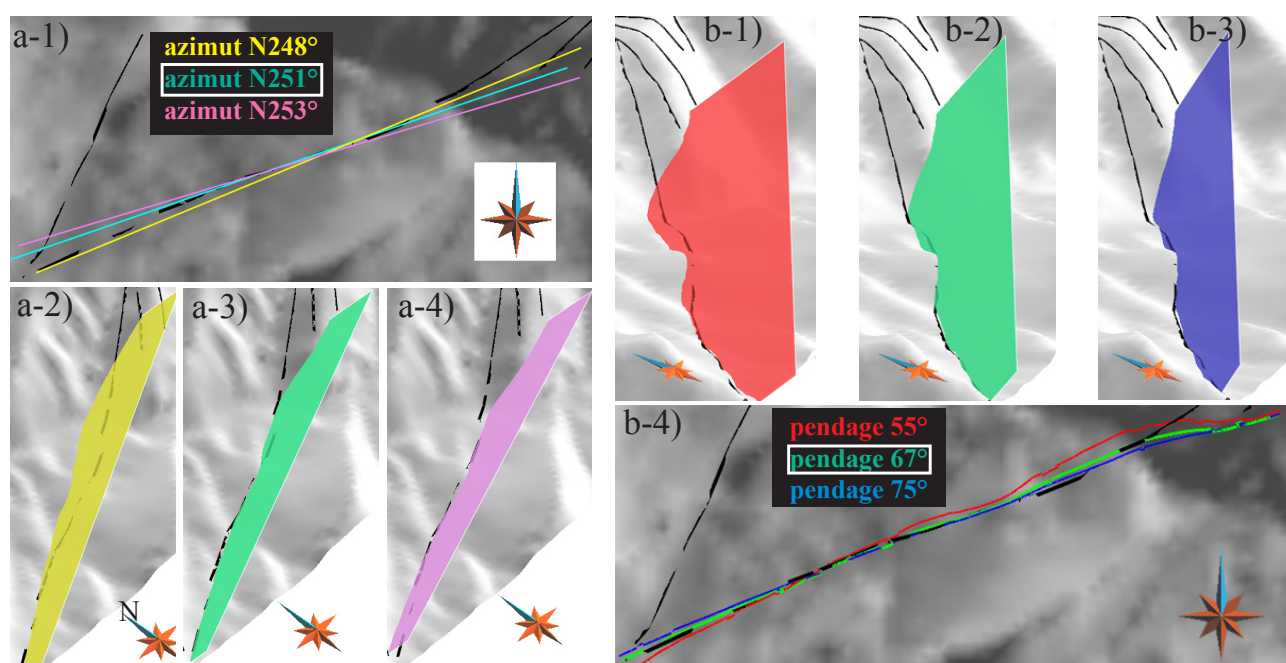 a-1)
azimut N248°
azimut N251°
azimut N253°
a-2)
a-3)
a-4)
N
b-1)
b-2)
b-3)
b-4)
pendage 55°
pendage 67°
pendage 75°